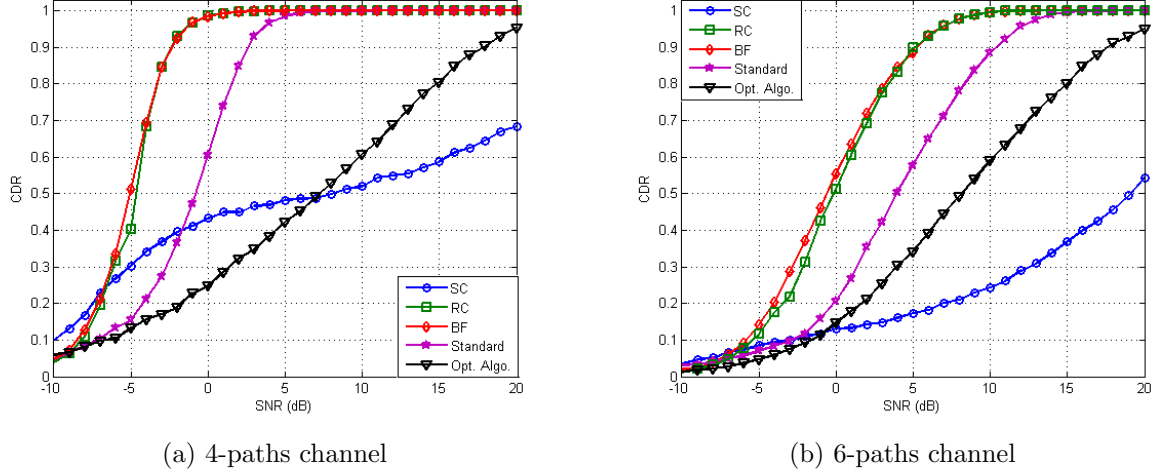 1
0.9
0.8
0.7
0.6
0.5
0.4
0.3
0.2
0.1
0
CDR
-10
-5
0
5
10
15
20
SNR (dB)
SC
RC
BF
Standard
Opt. Algo.
(a) 4-paths channel
SC
RC
BF
Standard
Opt. Algo.
1
0.9
0.8
0.7
0.6
0.5
0.4
0.3
0.2
0.1
0
CDR
-10
-5
0
5
10
15
20
SNR (dB)
(b) 6-paths channel